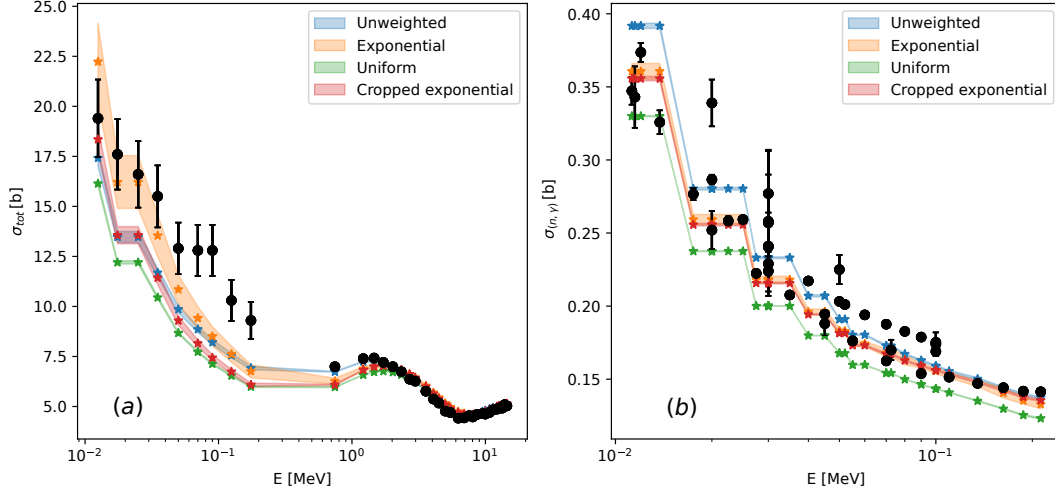 25.0
22.5
20.0
17.5
15.0
12.5
10.0
7.5
5.0
σ_tot [b]
10⁻² 10⁻¹ 10⁰ 10¹
E [MeV]
Unweighted
Exponential
Uniform
Cropped exponential
(a)
0.40
0.35
0.30
0.25
0.20
0.15
σ_(n, γ) [b]
10⁻² 10⁻¹
E [MeV]
Unweighted
Exponential
Uniform
Cropped exponential
(b)